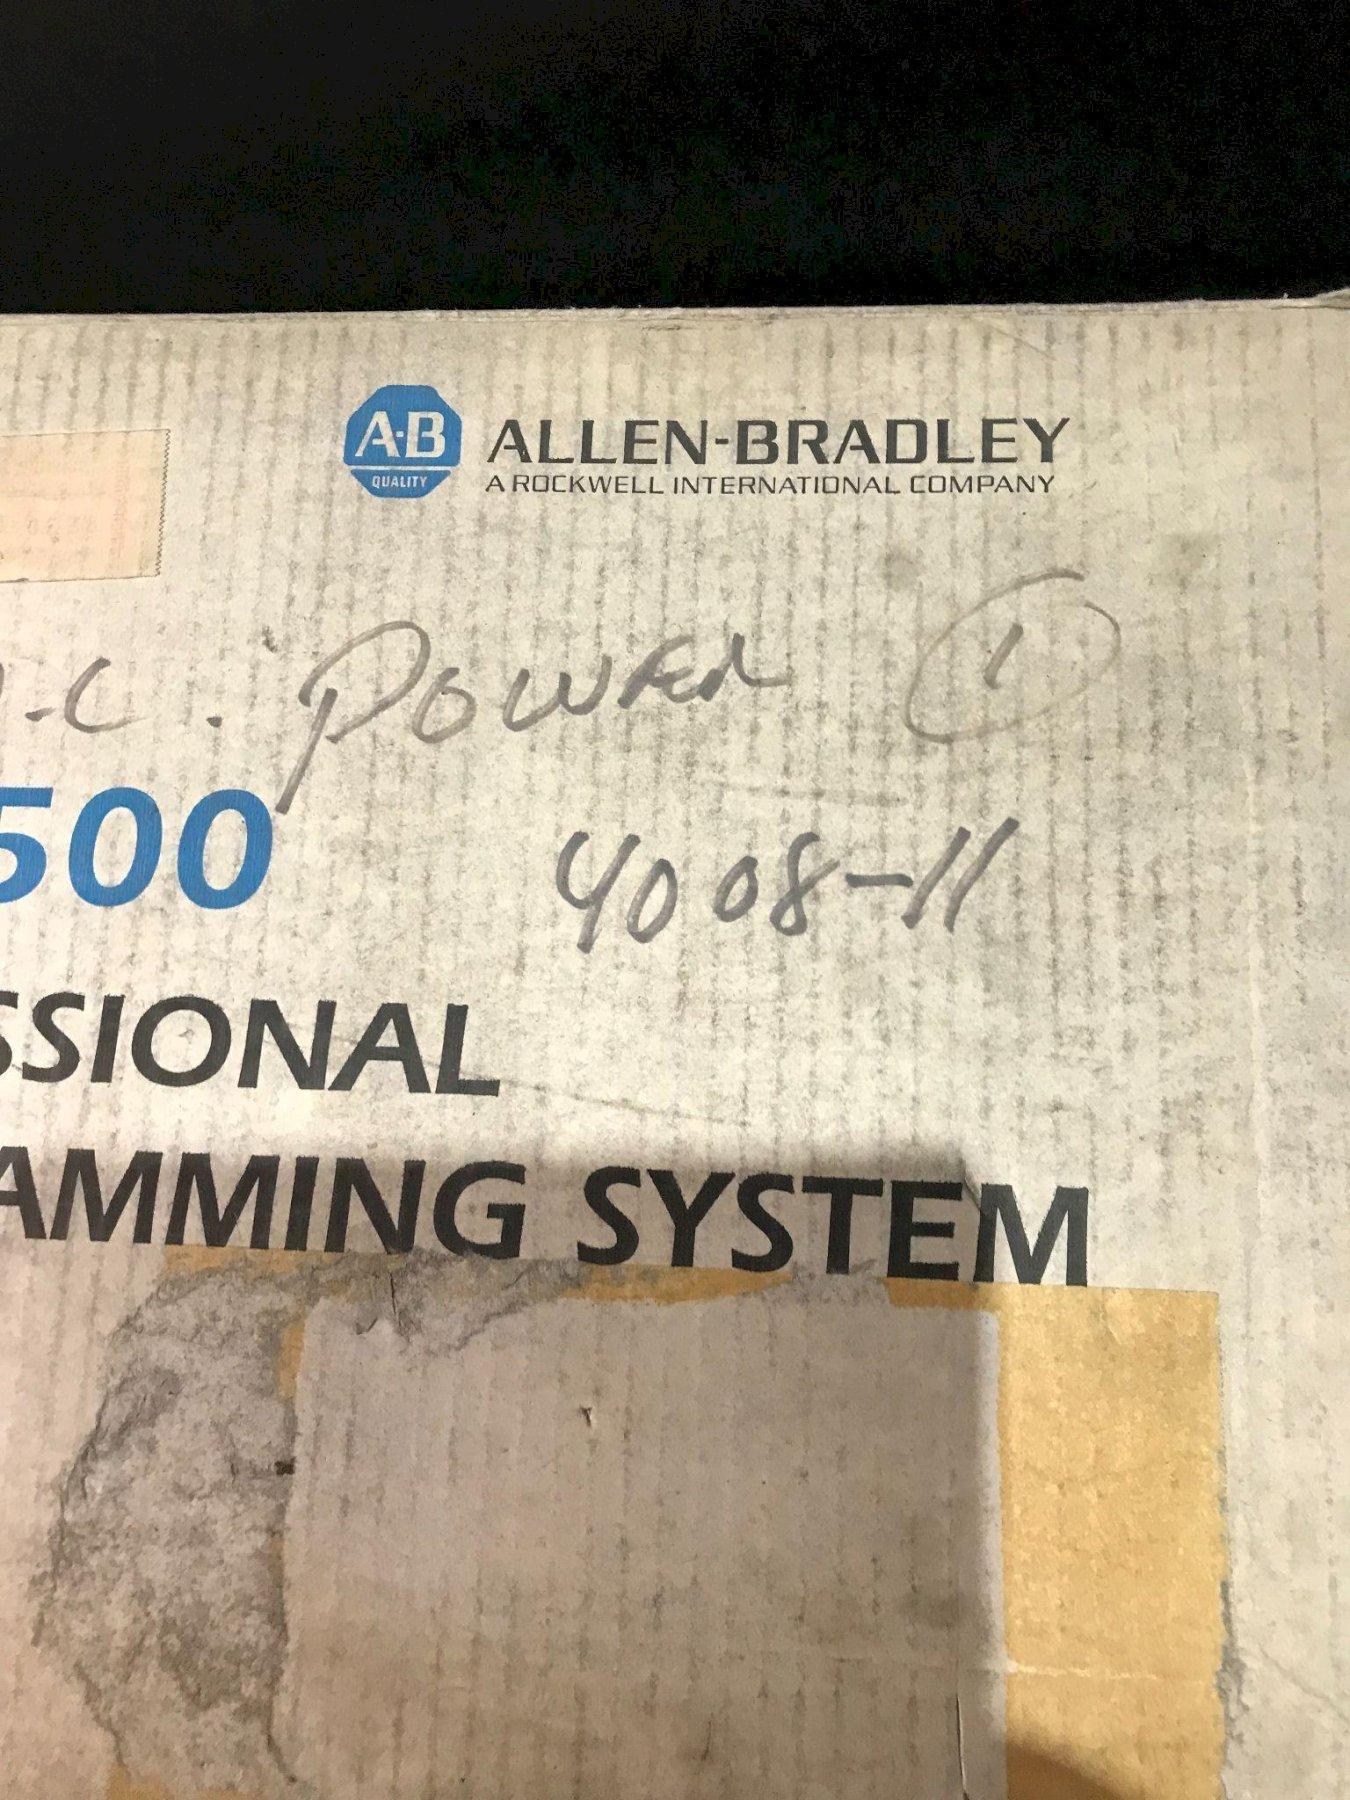 A-B
QUALITY
ALLEN-BRADLEY
A ROCKWELL INTERNATIONAL COMPANY
-C. POWER 1
500
4008-11
SSIONAL
AMMING SYSTEM